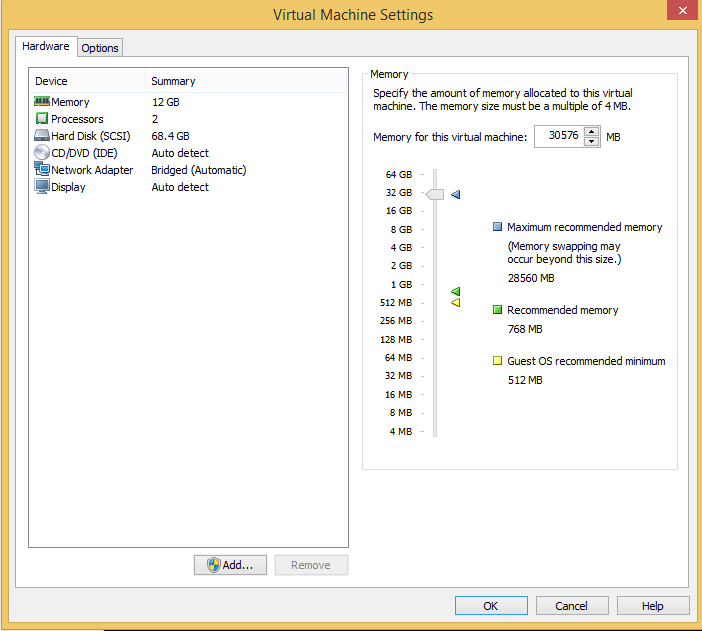 Virtual Machine Settings
Hardware
Options
Device Summary
Memory 12 GB
Processors 2
Hard Disk (SCSI) 68.4 GB
CD/DVD (IDE) Auto detect
Network Adapter Bridged (Automatic)
Display Auto detect
Add...
Remove
Memory
Specify the amount of memory allocated to this virtual
machine. The memory size must be a multiple of 4 MB.
Memory for this virtual machine: 30576 MB
64 GB
32 GB
16 GB
8 GB
4 GB
2 GB
1 GB
512 MB
256 MB
128 MB
64 MB
32 MB
16 MB
8 MB
4 MB
Maximum recommended memory
(Memory swapping may
occur beyond this size.)
28560 MB
Recommended memory
768 MB
Guest OS recommended minimum
512 MB
OK
Cancel
Help